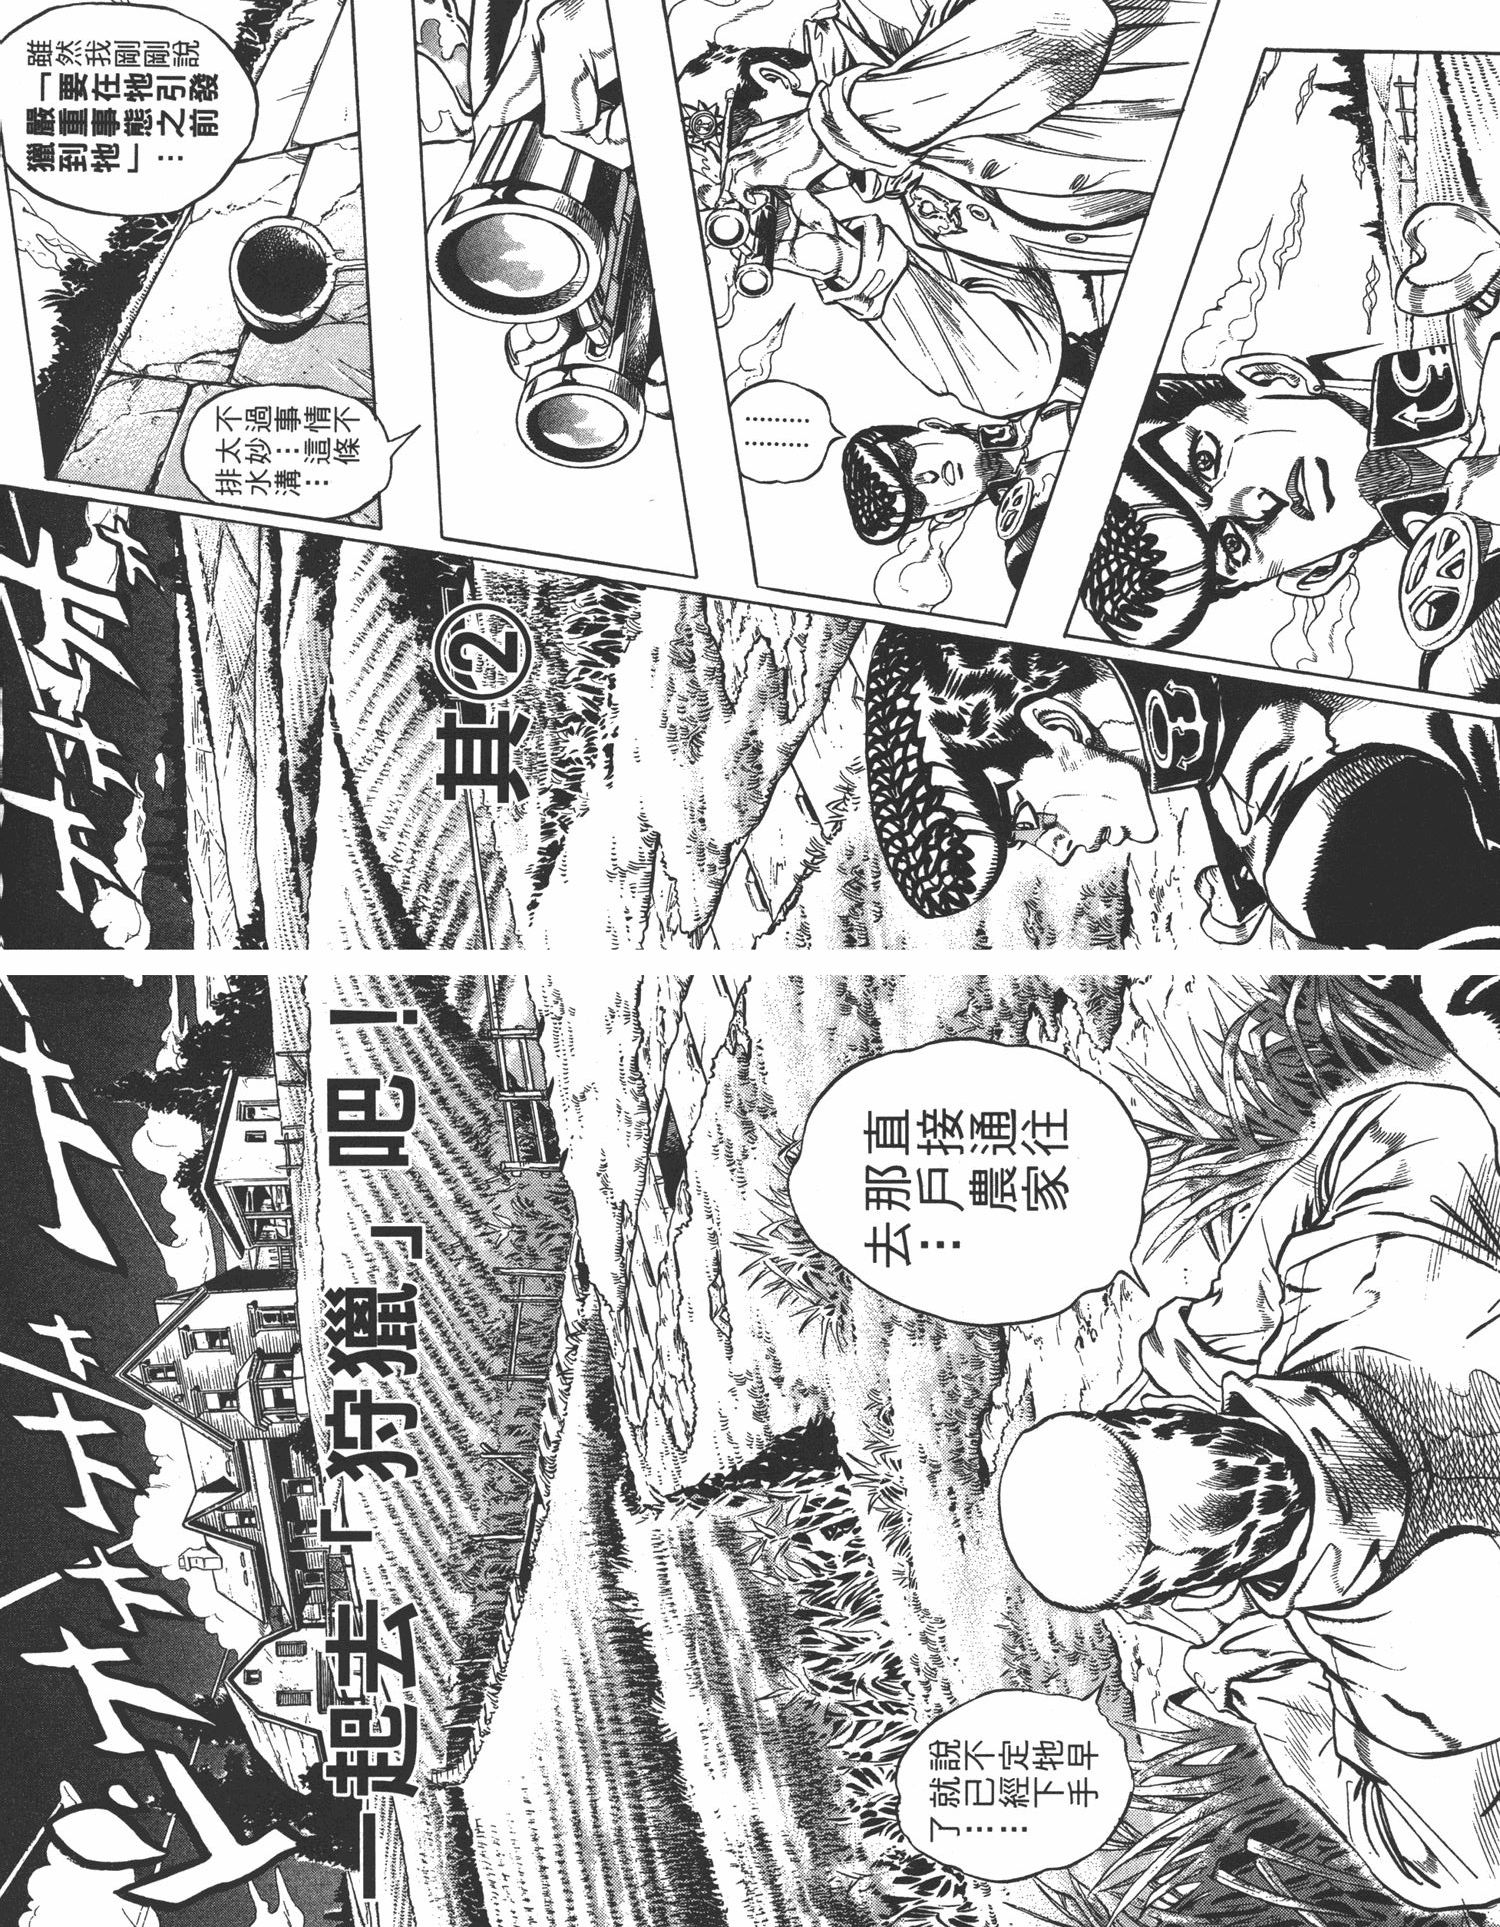 雖然我剛剛說
「要在牠引發
嚴重事態之前
獵到牠」…
不過事情不
太妙…這條
排水溝…
………
………
一起去「狩獵」吧！ 其②
直接通往
那戶農家
去…
說不定牠早
就已經下手
了……